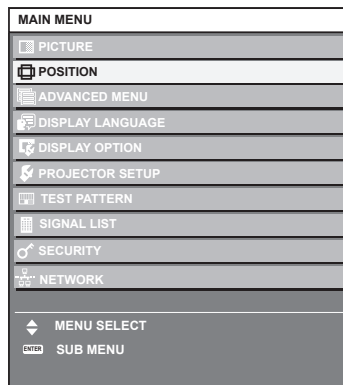 MAIN MENU
PICTURE
POSITION
ADVANCED MENU
DISPLAY LANGUAGE
DISPLAY OPTION
PROJECTOR SETUP
TEST PATTERN
SIGNAL LIST
SECURITY
NETWORK
MENU SELECT
ENTER SUB MENU